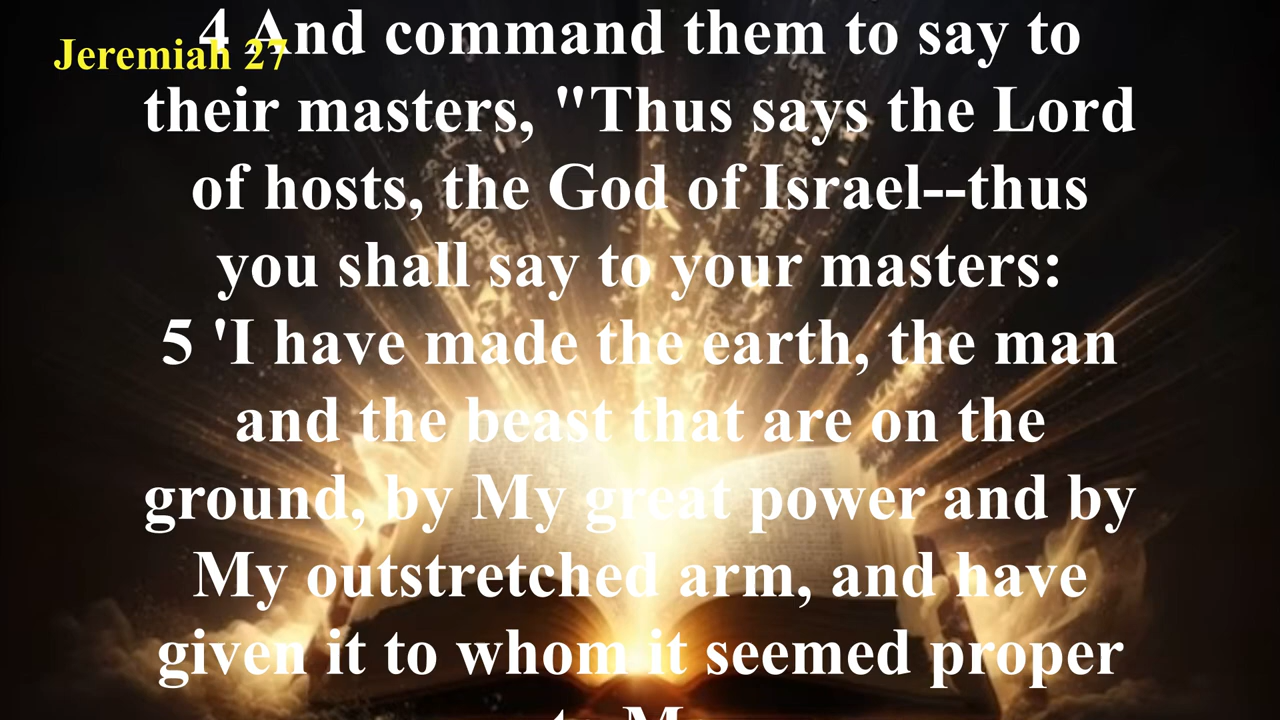 Jeremiah 27
4 And command them to say to
their masters, "Thus says the Lord
of hosts, the God of Israel--thus
you shall say to your masters:
5 'I have made the earth, the man
and the beast that are on the
ground, by My great power and by
My outstretched arm, and have
given it to whom it seemed proper
to M